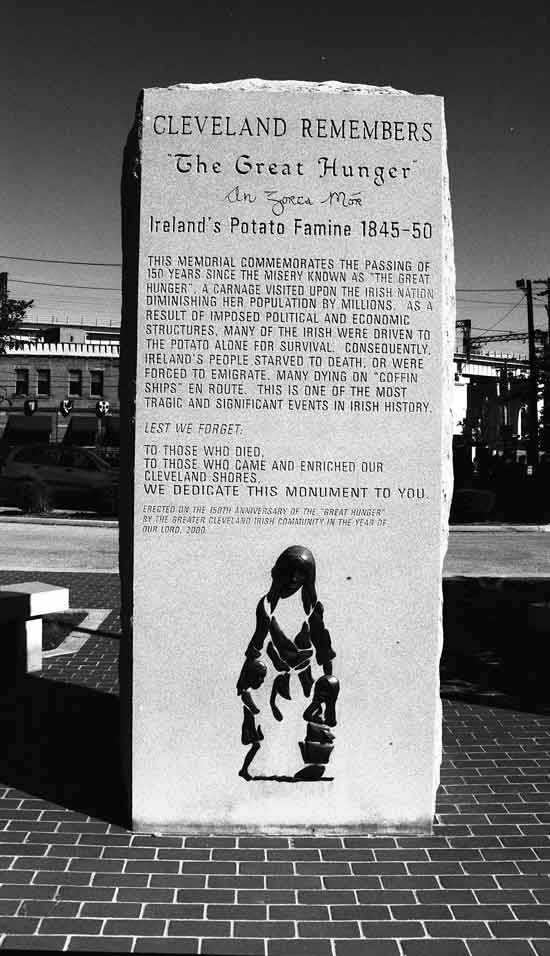 CLEVELAND REMEMBERS
"The Great Hunger"
An Gorta Mór
Ireland's Potato Famine 1845-50
THIS MEMORIAL COMMEMORATES THE PASSING OF
150 YEARS SINCE THE MISERY KNOWN AS "THE GREAT
HUNGER", A CARNAGE VISITED UPON THE IRISH NATION
DIMINISHING HER POPULATION BY MILLIONS. AS A
RESULT OF IMPOSED POLITICAL AND ECONOMIC
STRUCTURES, MANY OF THE IRISH WERE DRIVEN TO
THE POTATO ALONE FOR SURVIVAL. CONSEQUENTLY,
IRELAND'S PEOPLE STARVED TO DEATH, OR WERE
FORCED TO EMIGRATE, MANY DYING ON "COFFIN
SHIPS" EN ROUTE. THIS IS ONE OF THE MOST
TRAGIC AND SIGNIFICANT EVENTS IN IRISH HISTORY.
LEST WE FORGET.
TO THOSE WHO DIED,
TO THOSE WHO CAME AND ENRICHED OUR
CLEVELAND SHORES,
WE DEDICATE THIS MONUMENT TO YOU.
ERECTED ON THE 150TH ANNIVERSARY OF THE "GREAT HUNGER"
BY THE GREATER CLEVELAND IRISH COMMUNITY IN THE YEAR OF
OUR LORD, 2000.